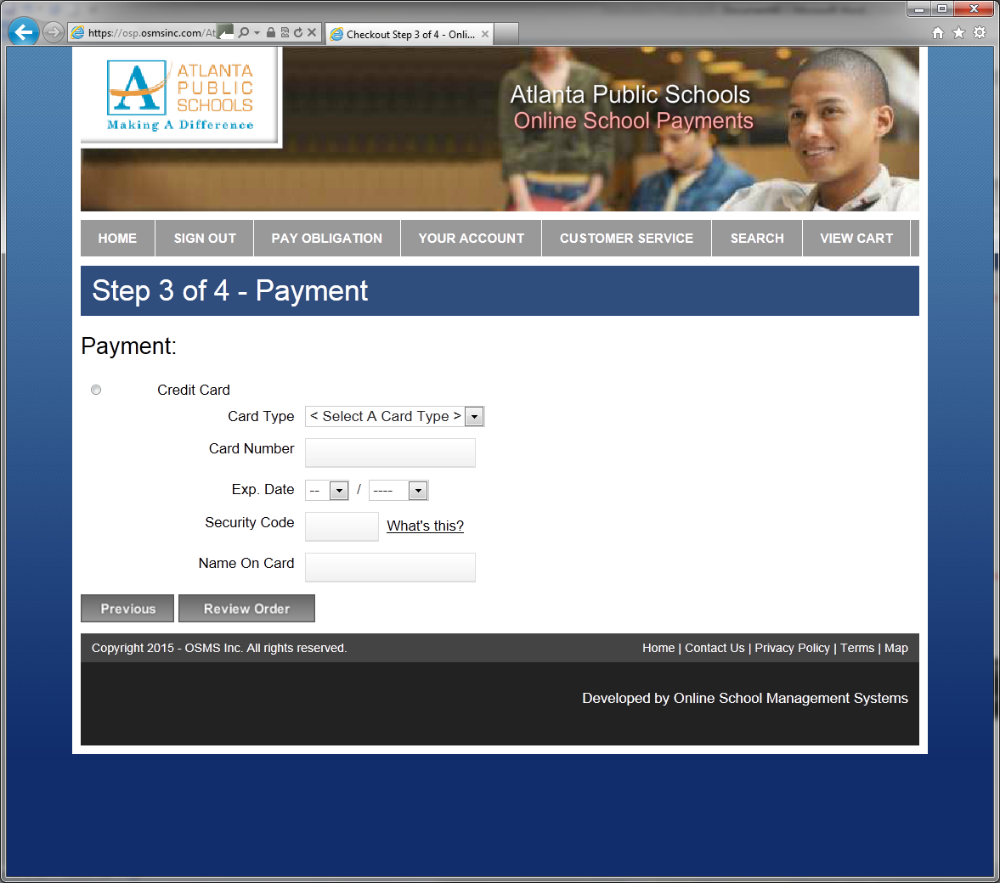 https://osp.osmsinc.com/At
Checkout Step 3 of 4 - Onli...
ATLANTA
PUBLIC
SCHOOLS
Making A Difference
Atlanta Public Schools
Online School Payments
HOME SIGN OUT PAY OBLIGATION YOUR ACCOUNT CUSTOMER SERVICE SEARCH VIEW CART
Step 3 of 4 - Payment
Payment:
Credit Card
Card Type < Select A Card Type >
Card Number
Exp. Date -- / ----
Security Code What's this?
Name On Card
Previous Review Order
Copyright 2015 - OSMS Inc. All rights reserved. Home | Contact Us | Privacy Policy | Terms | Map
Developed by Online School Management Systems